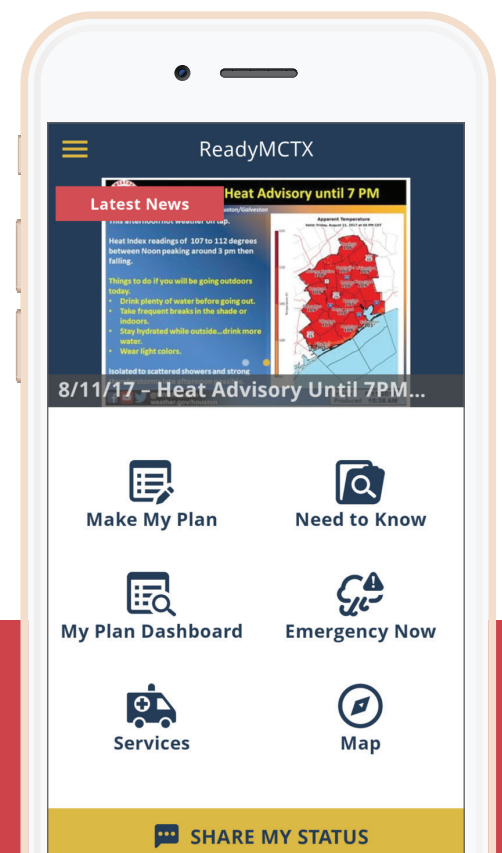 ReadyMCTX
Heat Advisory until 7 PM
Latest News
uston/Galveston
This afternoon hot weather on tap.
Heat Index readings of 107 to 112 degrees
between Noon peaking around 3 pm then
falling.
Things to do if you will be going outdoors
today.
• Drink plenty of water before going out.
• Take frequent breaks in the shade or
indoors.
• Stay hydrated while outside...drink more
water.
• Wear light colors.
Isolated to scattered showers and strong
Apparent Temperature
8/11/17 – Heat Advisory Until 7PM...
weather.gov/houston
Make My Plan
Need to Know
My Plan Dashboard
Emergency Now
Services
Map
SHARE MY STATUS